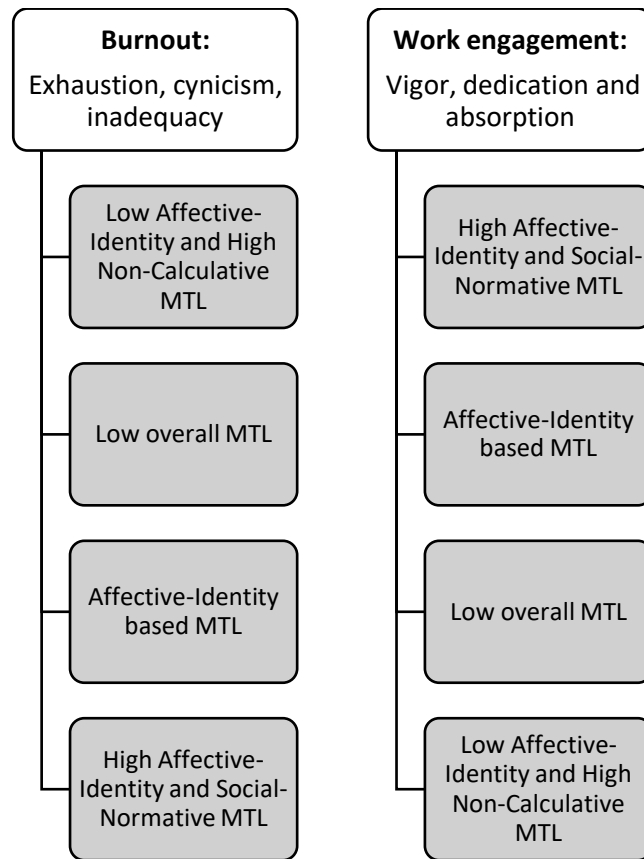 Burnout:
Exhaustion, cynicism,
inadequacy
Low Affective-
Identity and High
Non-Calculative
MTL
Low overall MTL
Affective-Identity
based MTL
High Affective-
Identity and Social-
Normative MTL
Work engagement:
Vigor, dedication and
absorption
High Affective-
Identity and Social-
Normative MTL
Affective-Identity
based MTL
Low overall MTL
Low Affective-
Identity and High
Non-Calculative
MTL